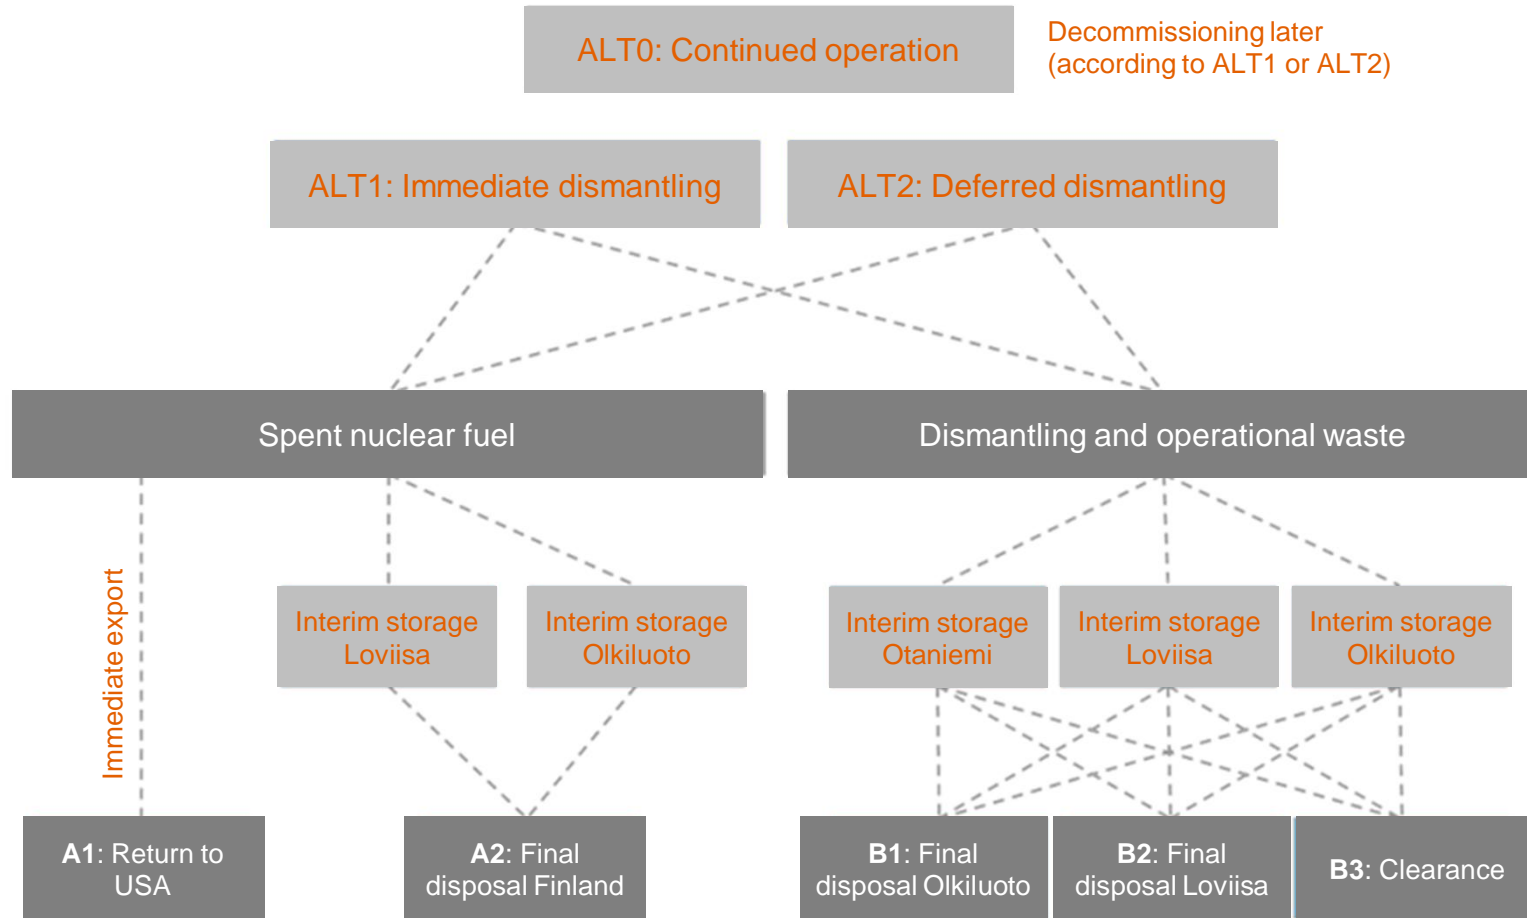 ALT0: Continued operation
Decommissioning later
(according to ALT1 or ALT2)
ALT1: Immediate dismantling
ALT2: Deferred dismantling
Spent nuclear fuel
Dismantling and operational waste
Immediate export
Interim storage
Loviisa
Interim storage
Olkiluoto
Interim storage
Otaniemi
Interim storage
Loviisa
Interim storage
Olkiluoto
A1: Return to
USA
A2: Final
disposal Finland
B1: Final
disposal Olkiluoto
B2: Final
disposal Loviisa
B3: Clearance